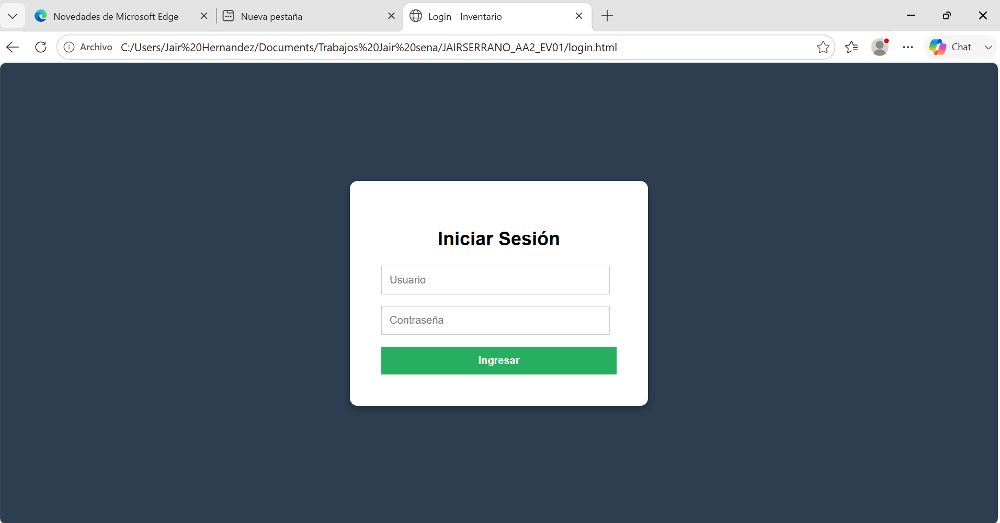 Novedades de Microsoft Edge
Nueva pestaña
Login - Inventario
Archivo C:/Users/Jair%20Hernandez/Documents/Trabajos%20Jair%20sena/JAIRSERRANO_AA2_EV01/login.html
Chat
Iniciar Sesión
Usuario
Contraseña
Ingresar